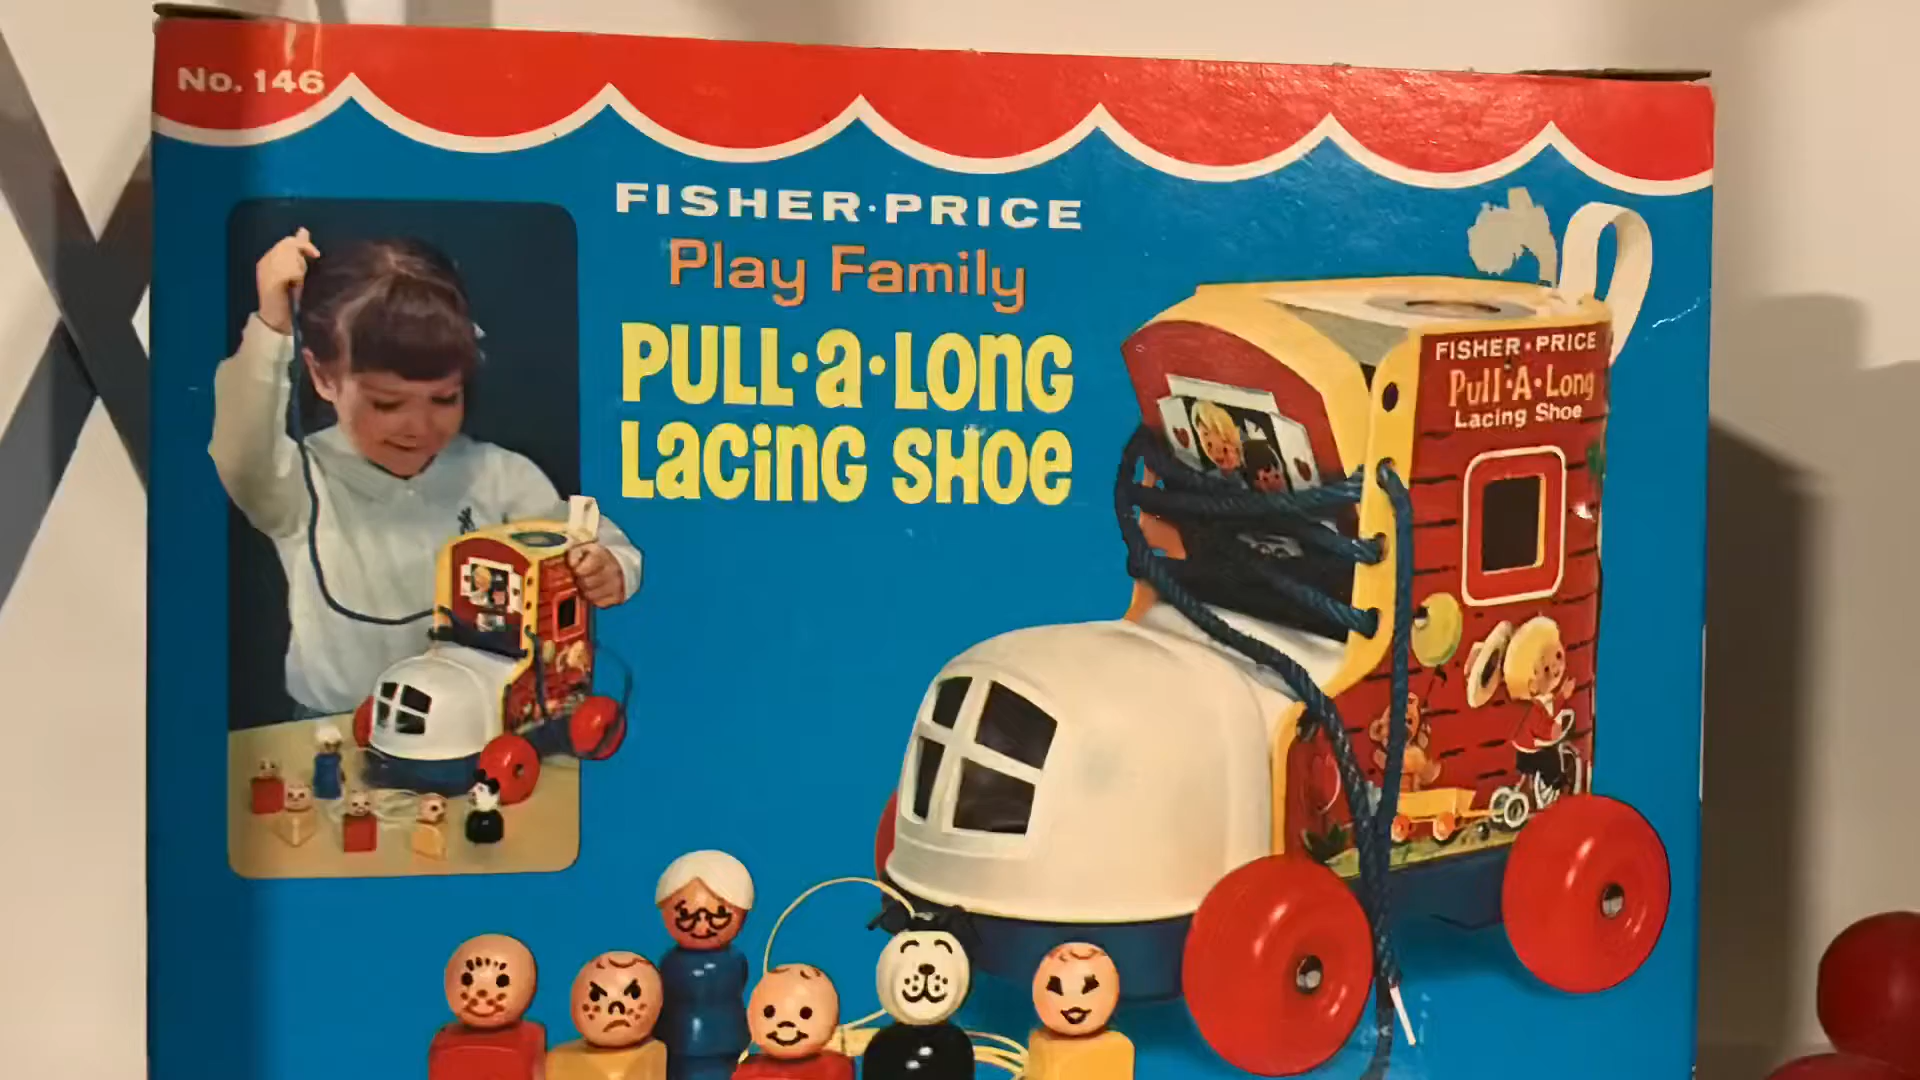 No. 146
FISHER·PRICE
Play Family
PULL·a·LONG
LACING SHOE
FISHER·PRICE
Pull·A·Long
Lacing Shoe